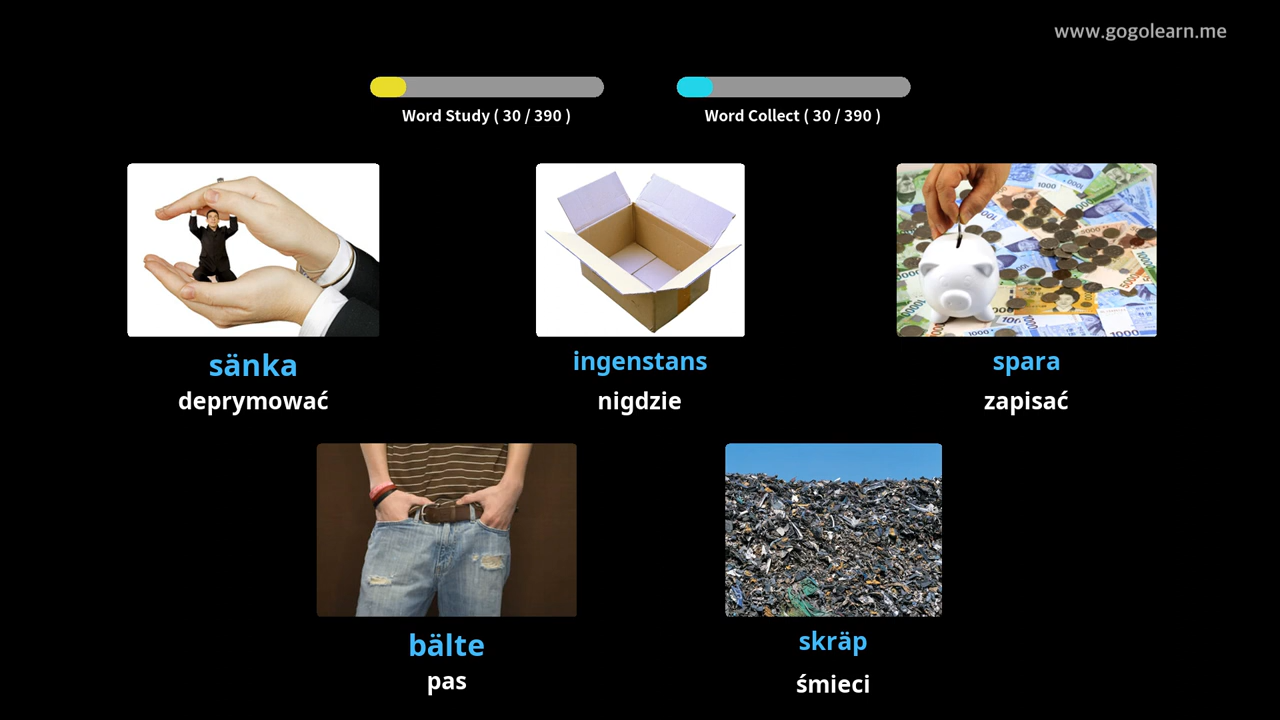 www.gogolearn.me
Word Study ( 30 / 390 )
Word Collect ( 30 / 390 )
sänka
deprymować
ingenstans
nigdzie
spara
zapisać
bälte
pas
skräp
śmieci